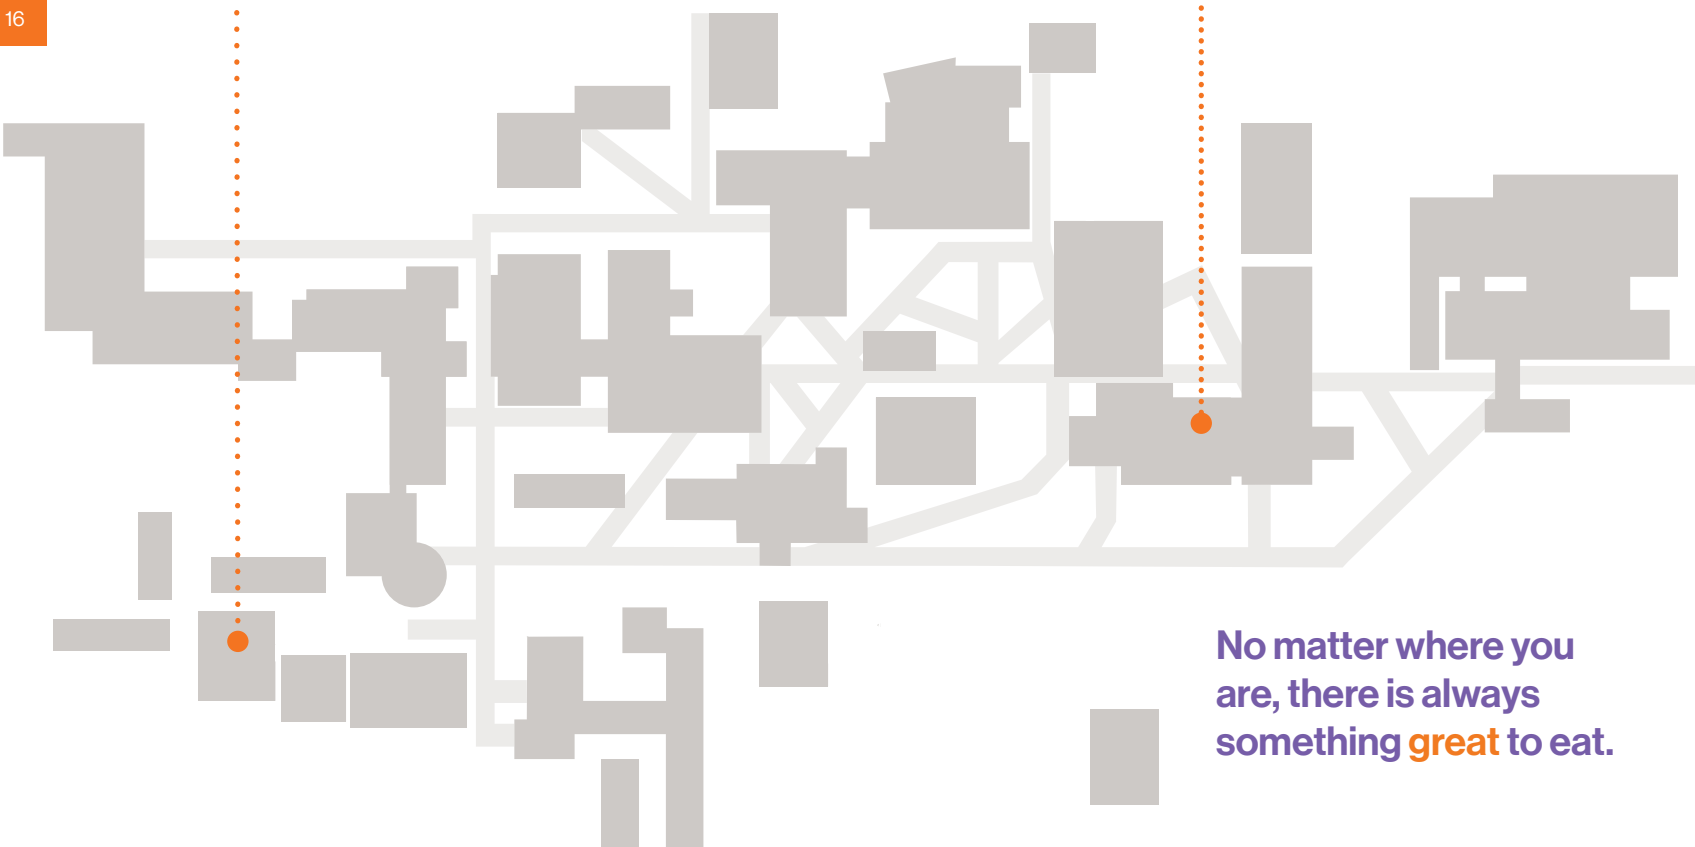 16
No matter where you
are, there is always
something great to eat.